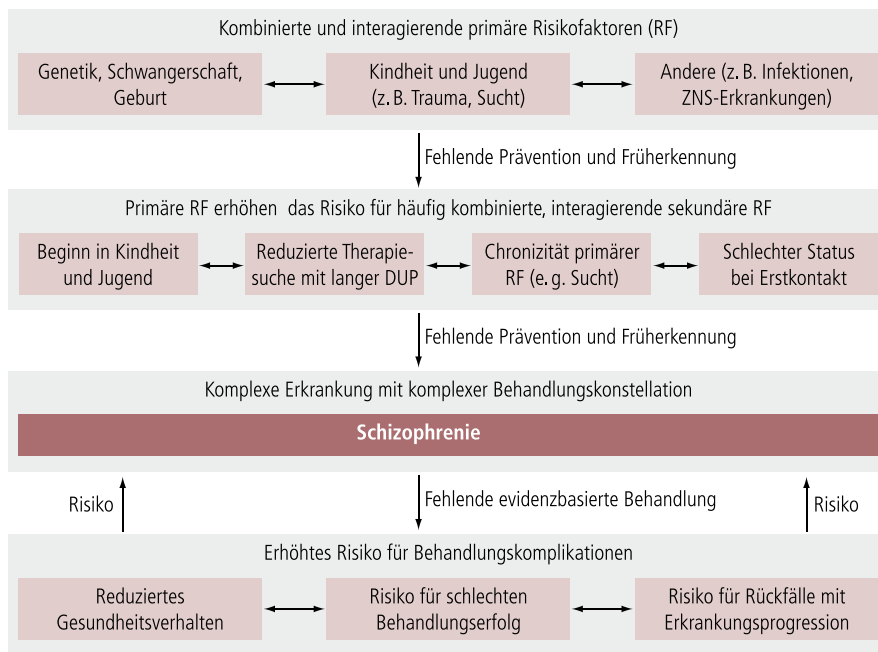 Kombinierte und interagierende primäre Risikofaktoren (RF)
Genetik, Schwangerschaft,
Geburt
Kindheit und Jugend
(z. B. Trauma, Sucht)
Andere (z. B. Infektionen,
ZNS-Erkrankungen)
Fehlende Prävention und Früherkennung
Primäre RF erhöhen das Risiko für häufig kombinierte, interagierende sekundäre RF
Beginn in Kindheit
und Jugend
Reduzierte Therapie-
suche mit langer DUP
Chronizität primärer
RF (e. g. Sucht)
Schlechter Status
bei Erstkontakt
Fehlende Prävention und Früherkennung
Komplexe Erkrankung mit komplexer Behandlungskonstellation
Schizophrenie
Risiko
Fehlende evidenzbasierte Behandlung
Risiko
Erhöhtes Risiko für Behandlungskomplikationen
Reduziertes
Gesundheitsverhalten
Risiko für schlechten
Behandlungserfolg
Risiko für Rückfälle mit
Erkrankungsprogression